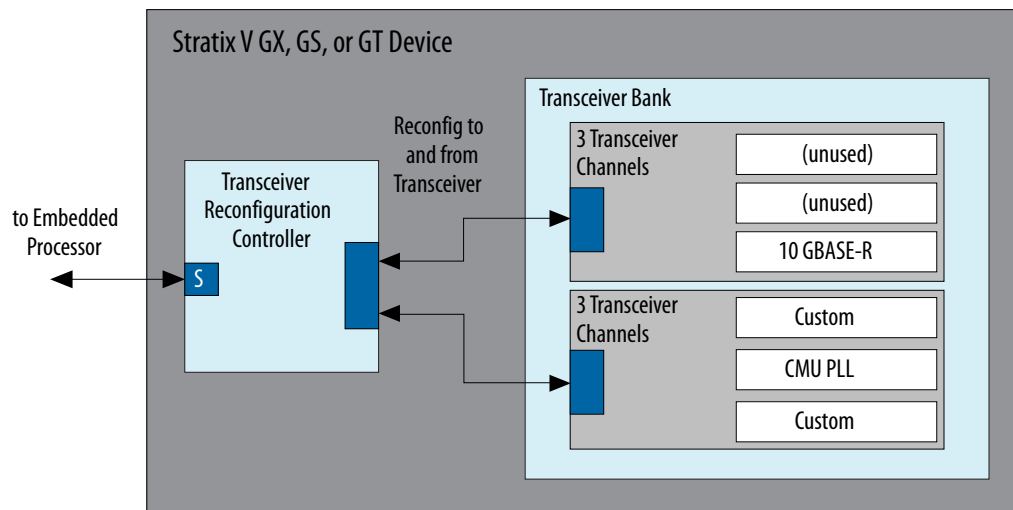 Stratix V GX, GS, or GT Device
Transceiver Bank
Reconfig to
and from
Transceiver
3 Transceiver
Channels
(unused)
(unused)
10 GBASE-R
Transceiver
Reconfiguration
Controller
to Embedded
Processor
S
3 Transceiver
Channels
Custom
CMU PLL
Custom